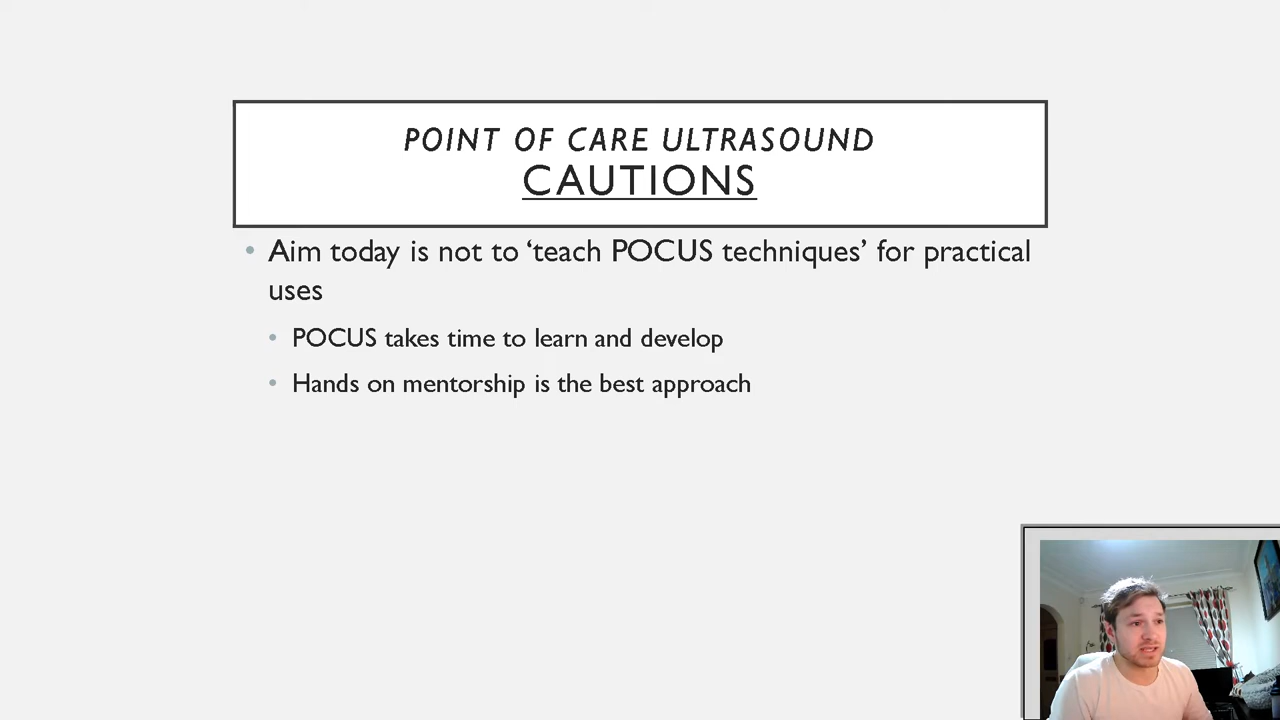 POINT OF CARE ULTRASOUND
CAUTIONS
• Aim today is not to ‘teach POCUS techniques’ for practical
uses
• POCUS takes time to learn and develop
• Hands on mentorship is the best approach